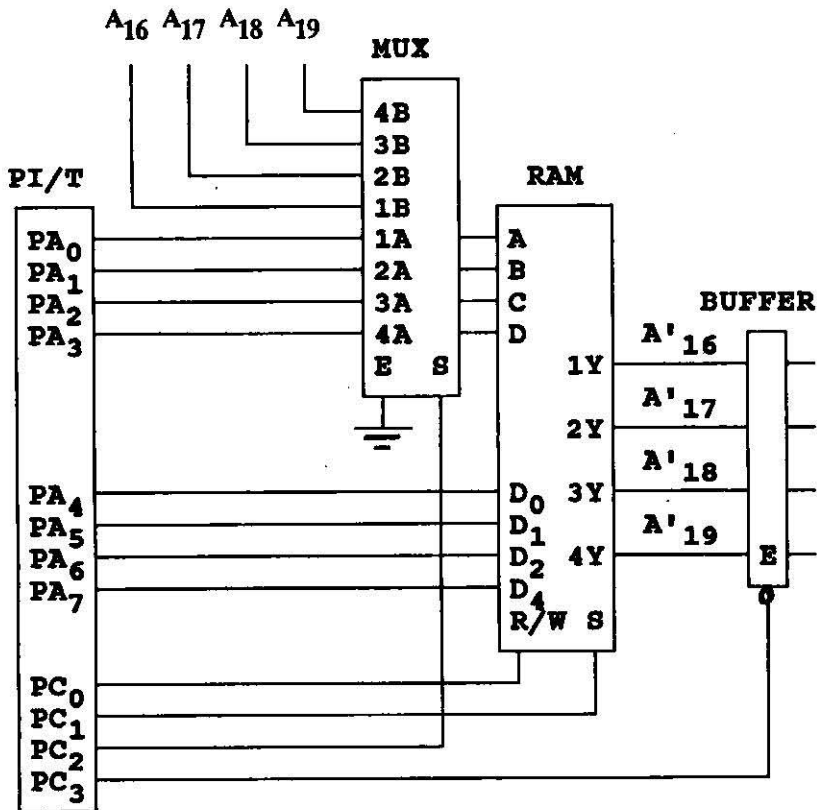 A16 A17 A18 A19
MUX
4B
3B
2B
1B
1A
2A
3A
4A
E S
PI/T
PA0
PA1
PA2
PA3
PA4
PA5
PA6
PA7
PC0
PC1
PC2
PC3
RAM
A
B
C
D
1Y
2Y
D0 3Y
D1
D2 4Y
D4
R/W S
BUFFER
A'16
A'17
A'18
A'19
E